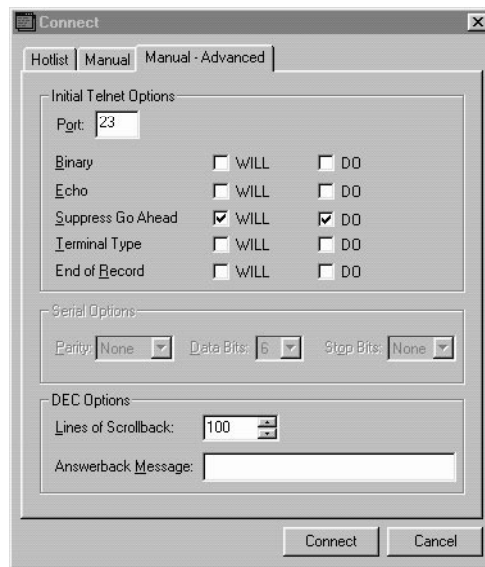 Connect
Hotlist Manual Manual - Advanced
Initial Telnet Options
Port: 23
Binary WILL DO
Echo WILL DO
Suppress Go Ahead WILL DO
Terminal Type WILL DO
End of Record WILL DO
Serial Options
Parity: None Data Bits: 6 Stop Bits: None
DEC Options
Lines of Scrollback: 100
Answerback Message:
Connect Cancel